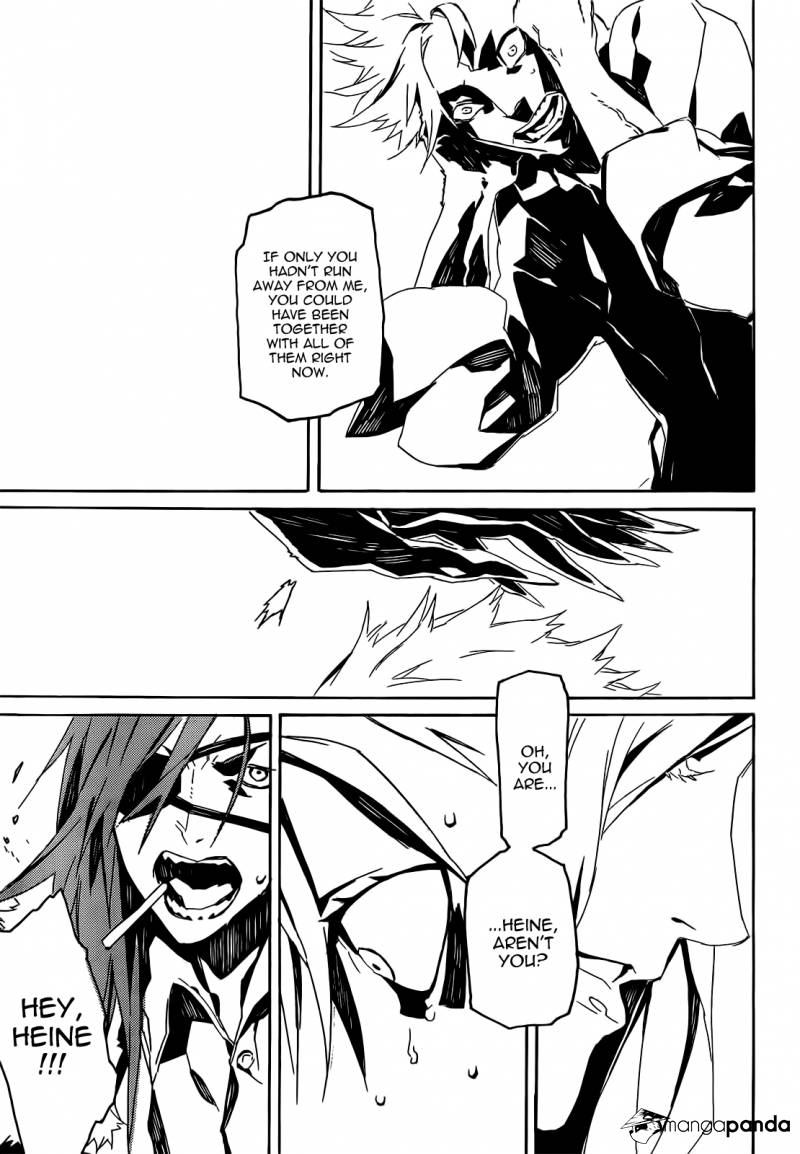 IF ONLY YOU
HADN'T RUN
AWAY FROM ME,
YOU COULD
HAVE BEEN
TOGETHER
WITH ALL OF
THEM RIGHT
NOW.
OH,
YOU
ARE...
...HEINE,
AREN'T
YOU?
HEY,
HEINE
!!!
mangapanda